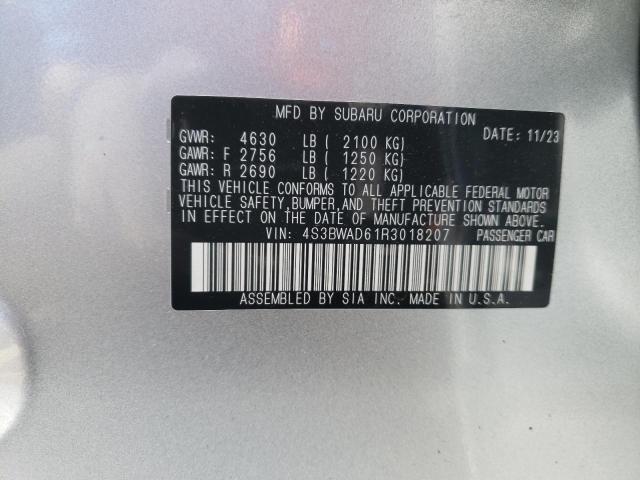 MFD BY SUBARU CORPORATION
GVWR: 4630 LB ( 2100 KG) DATE: 11/23
GAWR: F 2756 LB ( 1250 KG)
GAWR: R 2690 LB ( 1220 KG)
THIS VEHICLE CONFORMS TO ALL APPLICABLE FEDERAL MOTOR
VEHICLE SAFETY, BUMPER, AND THEFT PREVENTION STANDARDS
IN EFFECT ON THE DATE OF MANUFACTURE SHOWN ABOVE.
VIN: 4S3BWAD61R3018207 PASSENGER CAR
ASSEMBLED BY SIA INC. MADE IN U.S.A.